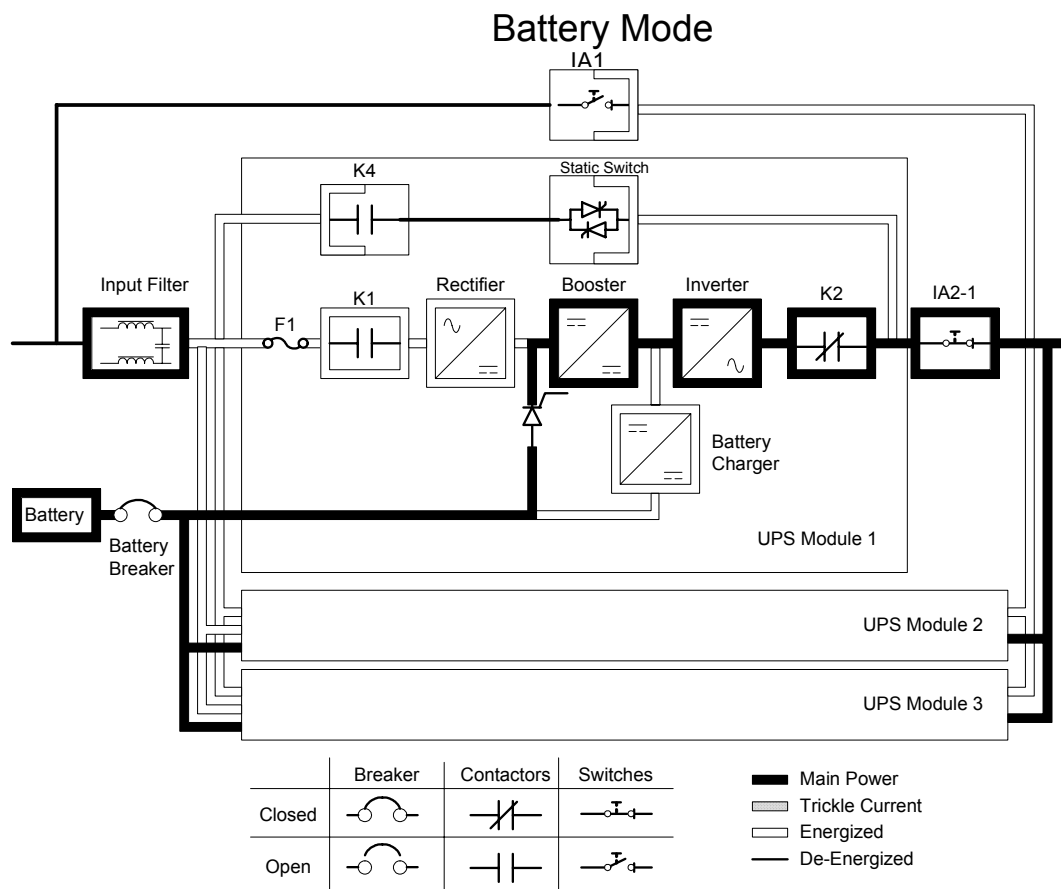 Battery Mode
IA1
K4
Static Switch
Input Filter
F1
K1
Rectifier
Booster
Inverter
K2
IA2-1
Battery
Charger
Battery
Battery
Breaker
UPS Module 1
UPS Module 2
UPS Module 3
Breaker
Contactors
Switches
Closed
Open
Main Power
Trickle Current
Energized
De-Energized